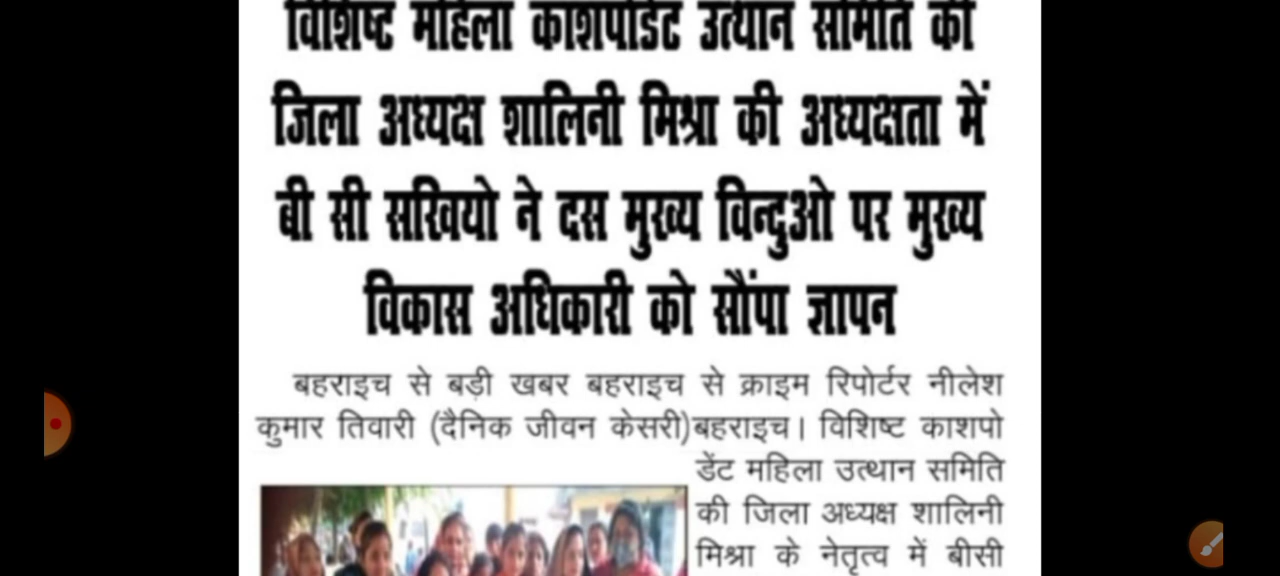 विशिष्ट महिला काशपोंडेंट उत्थान समिति की
जिला अध्यक्ष शालिनी मिश्रा की अध्यक्षता में
बी सी सखियो ने दस मुख्य विन्दुओ पर मुख्य
विकास अधिकारी को सौंपा ज्ञापन
बहराइच से बड़ी खबर बहराइच से क्राइम रिपोर्टर नीलेश
कुमार तिवारी (दैनिक जीवन केसरी)बहराइच। विशिष्ट काशपो
डेंट महिला उत्थान समिति
की जिला अध्यक्ष शालिनी
मिश्रा के नेतृत्व में बीसी